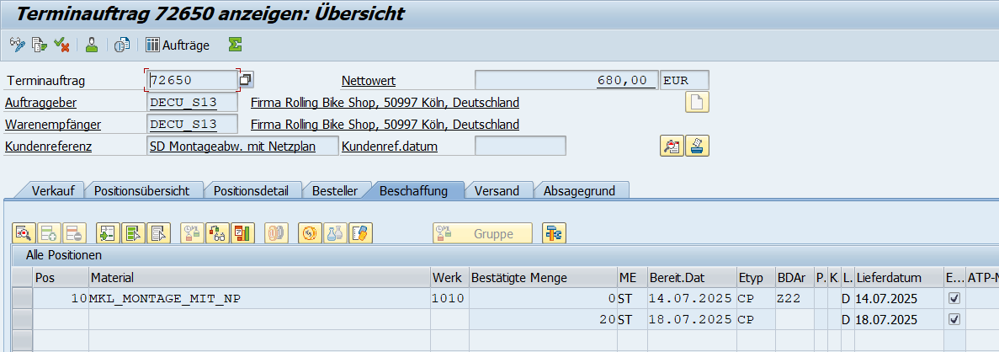 Terminauftrag 72650 anzeigen: Übersicht
Aufträge
Terminauftrag 72650 Nettowert 680,00 EUR
Auftraggeber DECU_S13 Firma Rolling Bike Shop, 50997 Köln, Deutschland
Warenempfänger DECU_S13 Firma Rolling Bike Shop, 50997 Köln, Deutschland
Kundenreferenz SD Montageabw. mit Netzplan Kundenref.datum
Verkauf Positionsübersicht Positionsdetail Besteller Beschaffung Versand Absagegrund
Gruppe
Alle Positionen
Pos Material Werk Bestätigte Menge ME Bereit.Dat Etyp BDAr P. K L. Lieferdatum E... ATP-M
10 MKL_MONTAGE_MIT_NP 1010 0 ST 14.07.2025 CP Z22 D 14.07.2025
20 ST 18.07.2025 CP D 18.07.2025